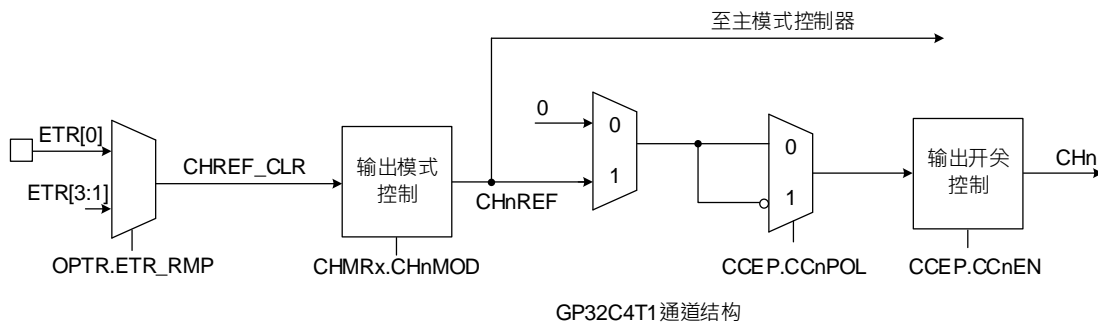 至主模式控制器
ETR[0]
ETR[3:1]
CHREF_CLR
OPTR.ETR_RMP
输出模式
控制
CHMRx.CHnMOD
CHnREF
0
0
1
0
1
CCEP.CCnPOL
输出开关
控制
CCEP.CCnEN
CHn
GP32C4T1通道结构